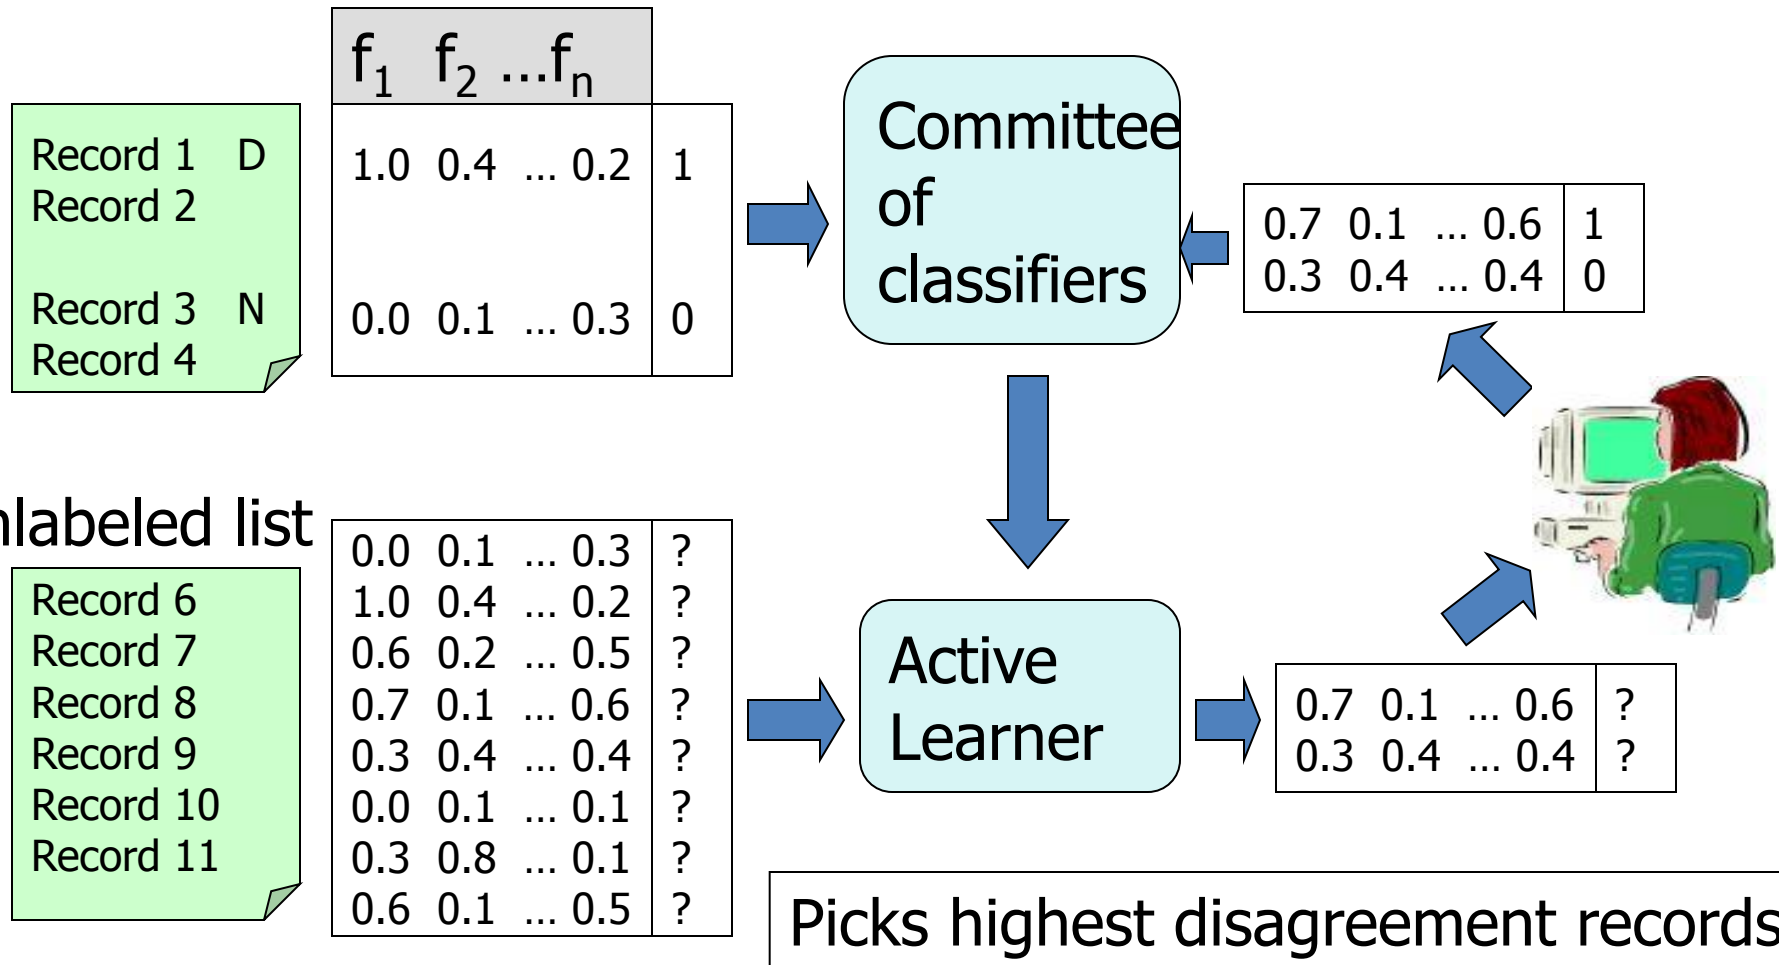 f1 f2 ...fn
Record 1 D
Record 2
Record 3 N
Record 4
1.0 0.4 ... 0.2 1
0.0 0.1 ... 0.3 0
Committee
of
classifiers
0.7 0.1 ... 0.6 1
0.3 0.4 ... 0.4 0
list
Record 6
Record 7
Record 8
Record 9
Record 10
Record 11
0.0 0.1 ... 0.3 ?
1.0 0.4 ... 0.2 ?
0.6 0.2 ... 0.5 ?
0.7 0.1 ... 0.6 ?
0.3 0.4 ... 0.4 ?
0.0 0.1 ... 0.1 ?
0.3 0.8 ... 0.1 ?
0.6 0.1 ... 0.5 ?
Active
Learner
0.7 0.1 ... 0.6 ?
0.3 0.4 ... 0.4 ?
Picks highest disagreement records